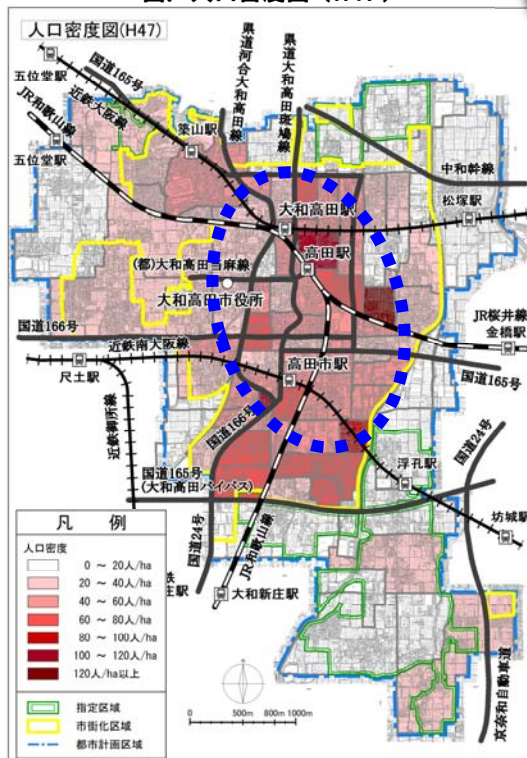 人口密度図(H47)
国道165号
五位堂駅
近鉄大阪線
JR和歌山線
五位堂駅
築山駅
県道河合大和高田線
県道大和高田斑鳩線
中和幹線
松塚駅
大和高田駅
高田駅
(都)大和高田当麻線
大和高田市役所
国道166号
近鉄南大阪線
JR桜井線
金橋駅
尺土駅
高田市駅
国道165号
近鉄御所線
国道166号
国道24号
浮孔駅
国道165号
(大和高田バイパス)
坊城駅
国道24号
JR和歌山線
大和新庄駅
京奈和自動車道
凡 例
人口密度
0 ～ 20人/ha
20 ～ 40人/ha
40 ～ 60人/ha
60 ～ 80人/ha
80 ～ 100人/ha
100 ～ 120人/ha
120人/ha以上
指定区域
市街化区域
都市計画区域
0 500m 800m 1000m